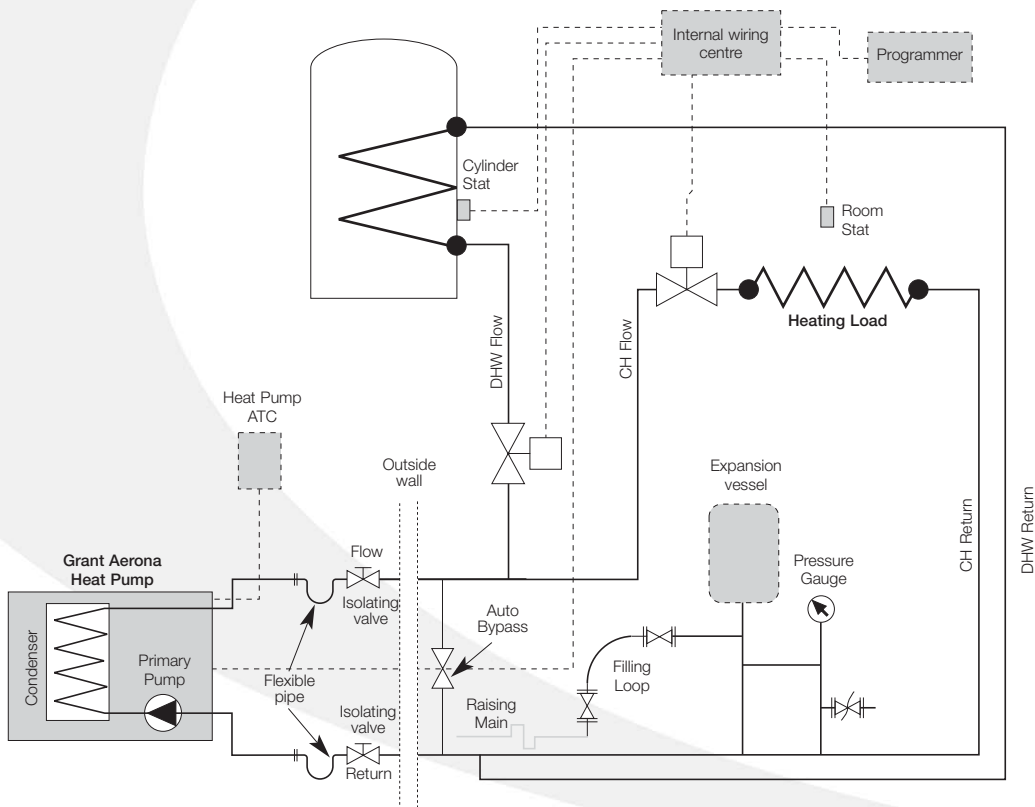 Internal wiring
centre
Programmer
Cylinder
Stat
Room
Stat
Heating Load
DHW Flow
CH Flow
Heat Pump
ATC
Outside
wall
Expansion
vessel
CH Return
DHW Return
Grant Aerona
Heat Pump
Flow
Isolating
valve
Pressure
Gauge
Auto
Bypass
Condenser
Primary
Pump
Flexible
pipe
Filling
Loop
Isolating
valve
Return
Raising
Main